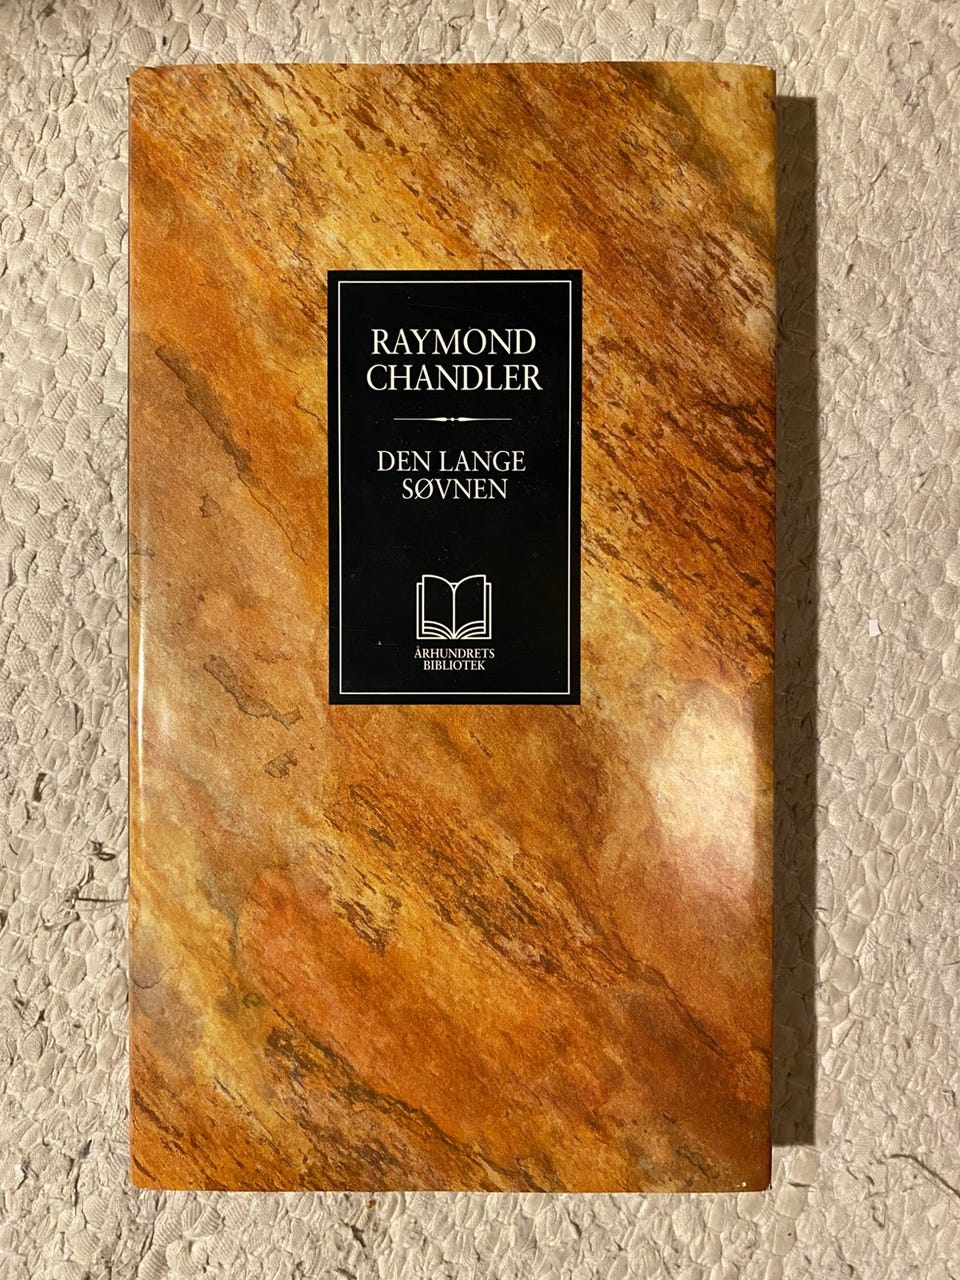 RAYMOND
CHANDLER
DEN LANGE
SØVNEN
ÅRHUNDRETS
BIBLIOTEK